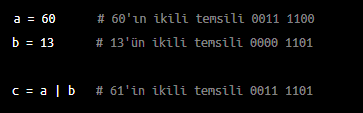 a = 60 # 60'ın ikili temsili 0011 1100
b = 13 # 13'ün ikili temsili 0000 1101
c = a | b # 61'in ikili temsili 0011 1101